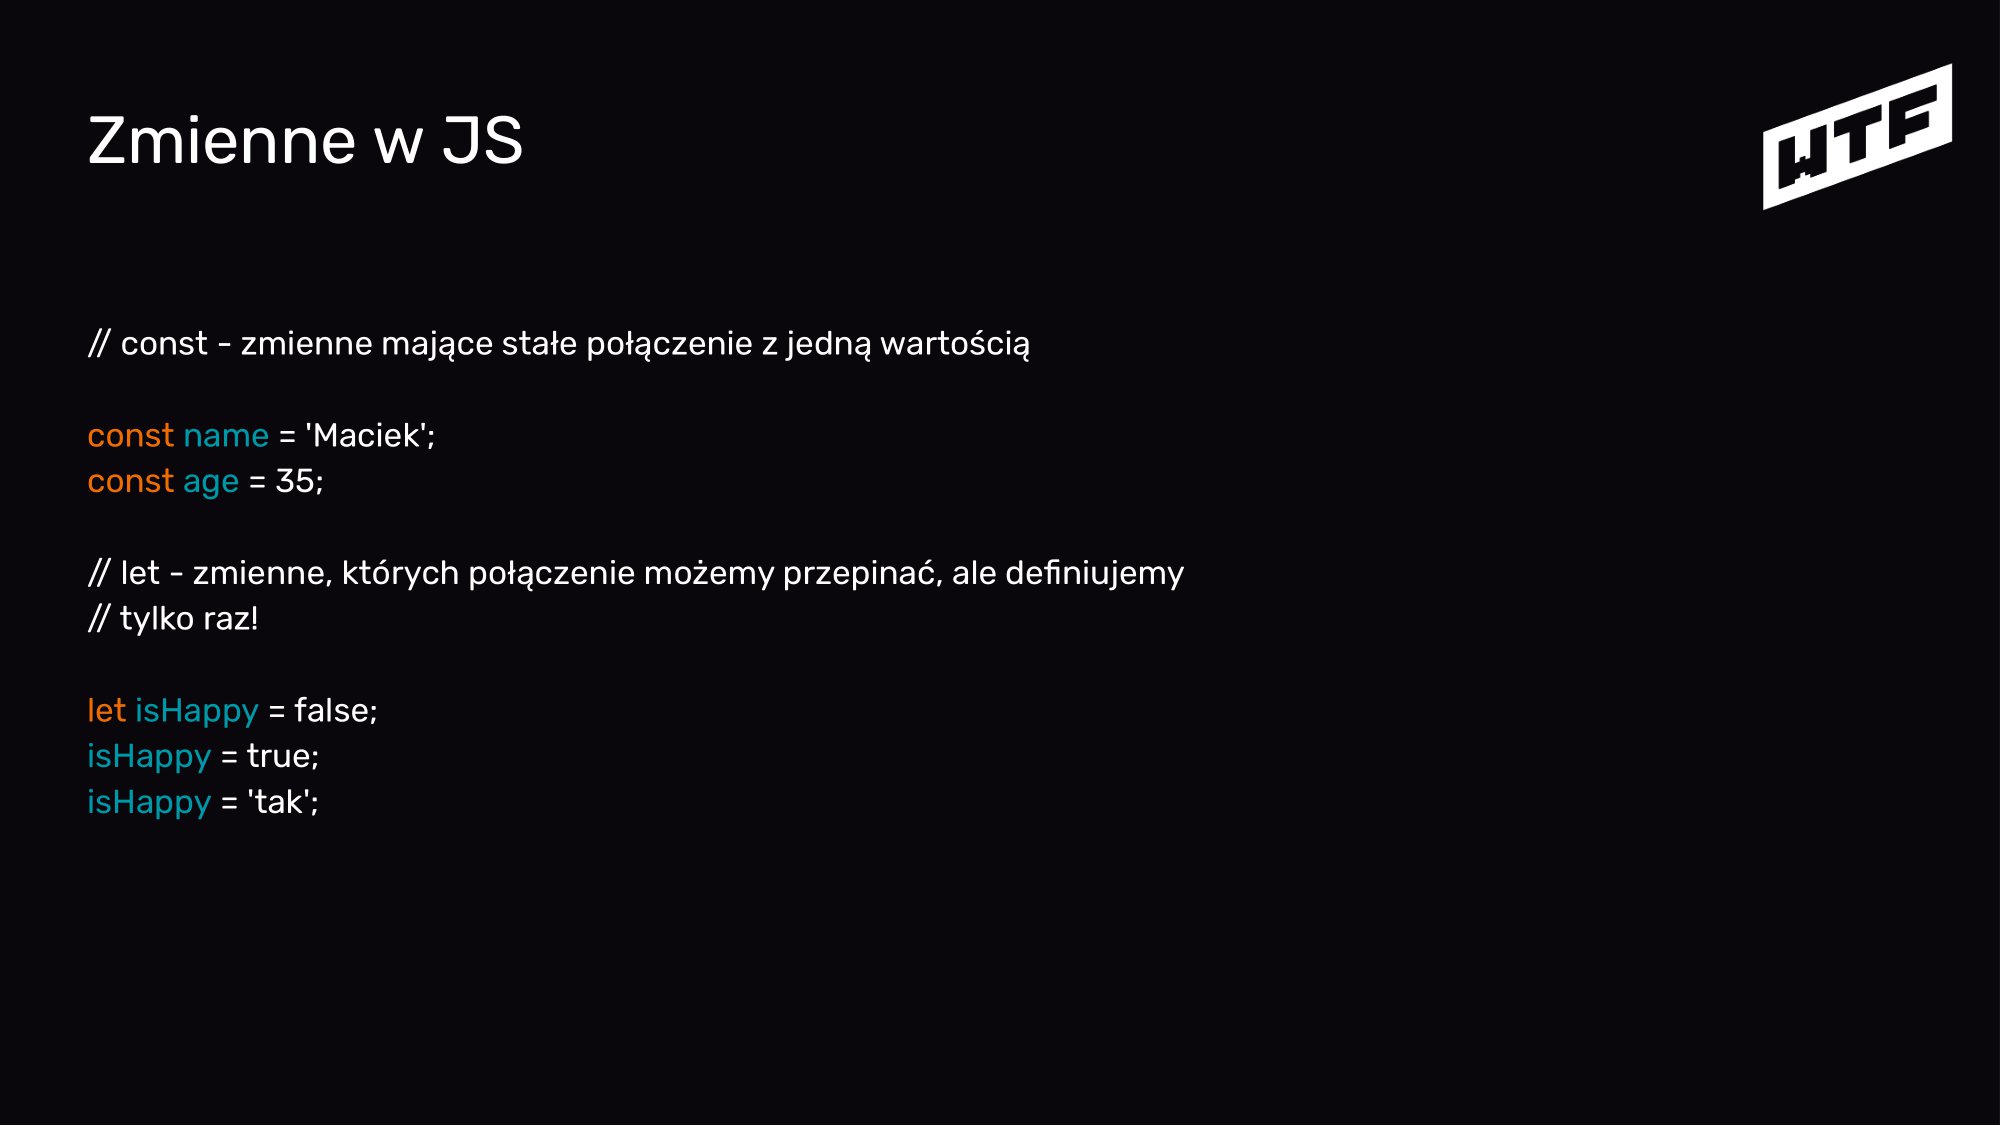 Zmienne w JS
WTF
// const - zmienne mające stałe połączenie z jedną wartością
const name = 'Maciek';
const age = 35;
// let - zmienne, których połączenie możemy przepinać, ale definiujemy
// tylko raz!
let isHappy = false;
isHappy = true;
isHappy = 'tak';